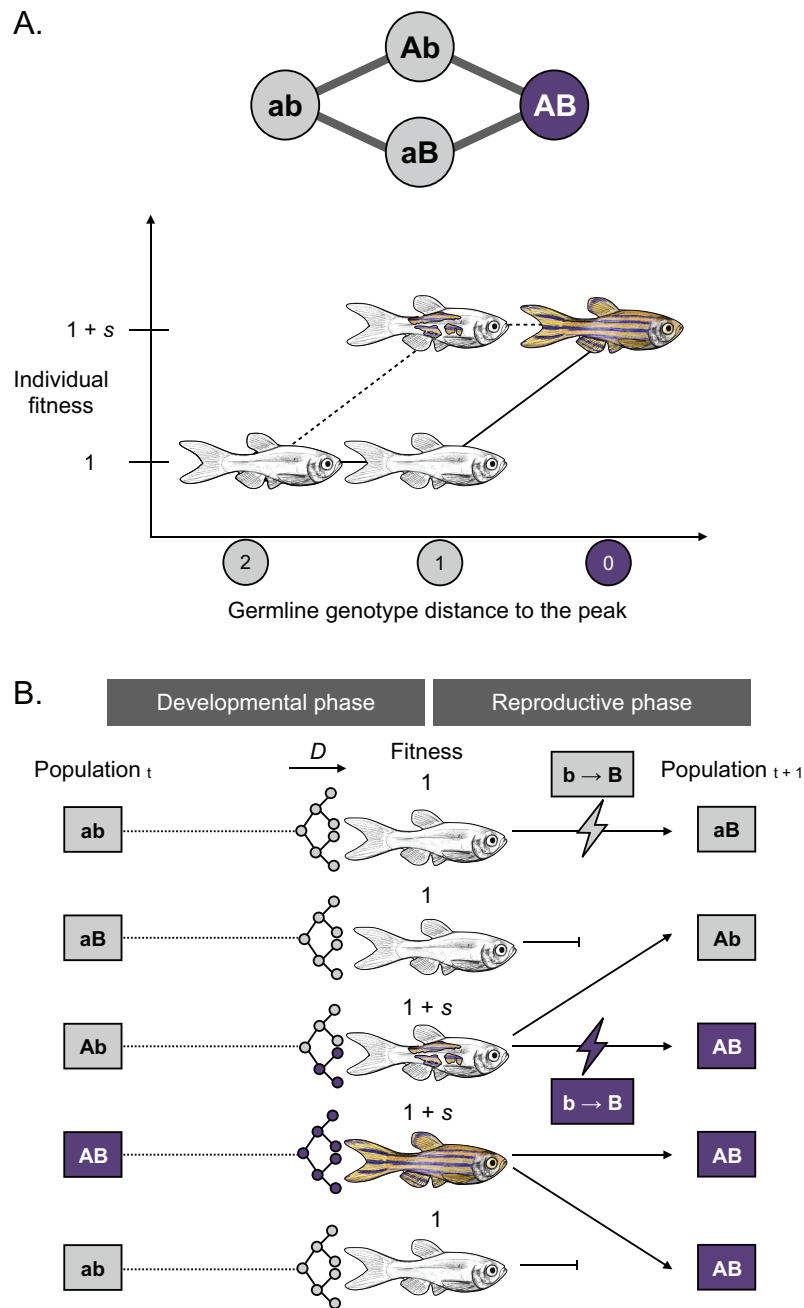 A.
Ab
ab
AB
aB
1 + s
Individual
fitness
1
2
1
0
Germline genotype distance to the peak
B.
Developmental phase
Reproductive phase
Population t
D
Fitness
b → B
Population t + 1
1
ab
aB
1
aB
Ab
1 + s
Ab
AB
b → B
1 + s
AB
AB
1
ab
AB